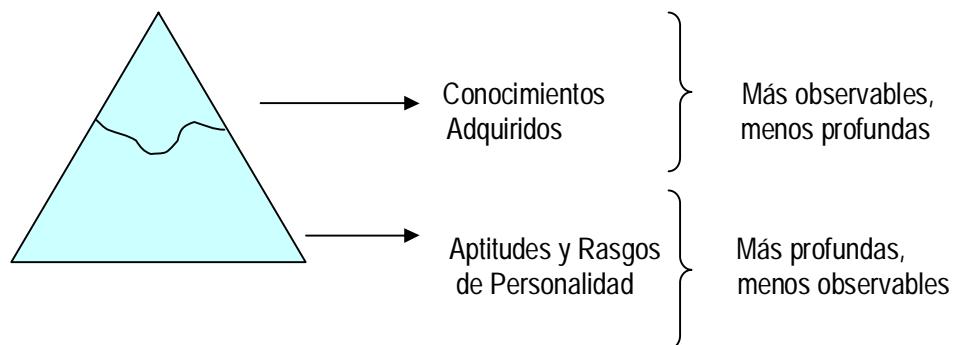 Conocimientos
Adquiridos
Más observables,
menos profundas
Aptitudes y Rasgos
de Personalidad
Más profundas,
menos observables